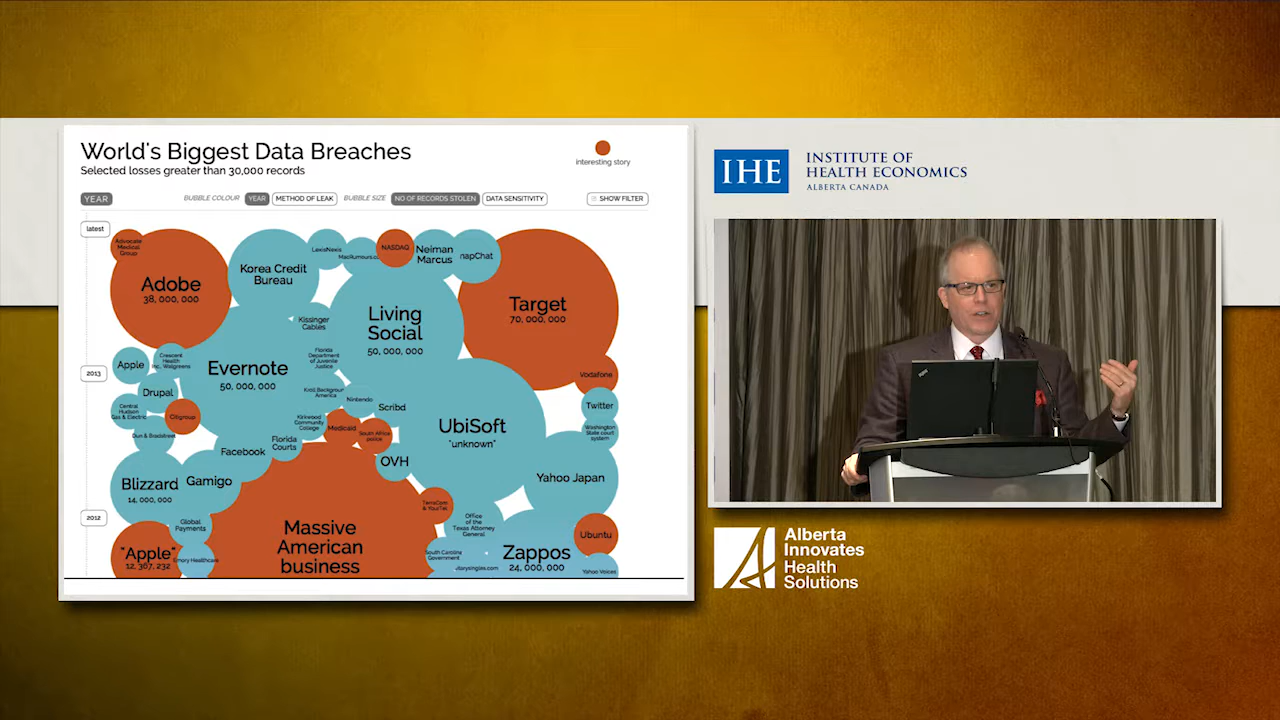 World's Biggest Data Breaches
Selected losses greater than 30,000 records
interesting story
YEAR
BUBBLE COLOUR
YEAR
METHOD OF LEAK
BUBBLE SIZE
NO OF RECORDS STOLEN
DATA SENSITIVITY
SHOW FILTER
latest
Advocate
Medical
Group
Adobe
38, 000, 000
Korea Credit
Bureau
LexisNexis
MacRumours.c
NASDAQ
Neiman
Marcus
napChat
Target
70, 000, 000
Living
Social
50, 000, 000
Kissinger
Cables
Evernote
50, 000, 000
Florida
Department
of Juvenile
Justice
Apple
Crescent
Health
Inc., Walgreens
2013
Vodafone
Drupal
Kroll Backgroun
America
Nintendo
Scribd
Twitter
Central
Hudson
Gas & Electric
Citigroup
Kirkwood
Community
College
Medicaid
South Africa
police
UbiSoft
"unknown"
Washington
State court
system
Dun & Bradstreet
Facebook
Florida
Courts
OVH
Blizzard
14, 000, 000
Gamigo
Yahoo Japan
TerraCom
& YourTel
2012
Global
Payments
Massive
American
business
Office
of the
Texas Attorney
General
Ubuntu
"Apple"
12, 367, 232
Emory Healthcare
South Carolina
Government
Zappos
24, 000, 000
utorysingles.com
Yahoo Voices
IHE
INSTITUTE OF
HEALTH ECONOMICS
ALBERTA CANADA
Alberta
Innovates
Health
Solutions